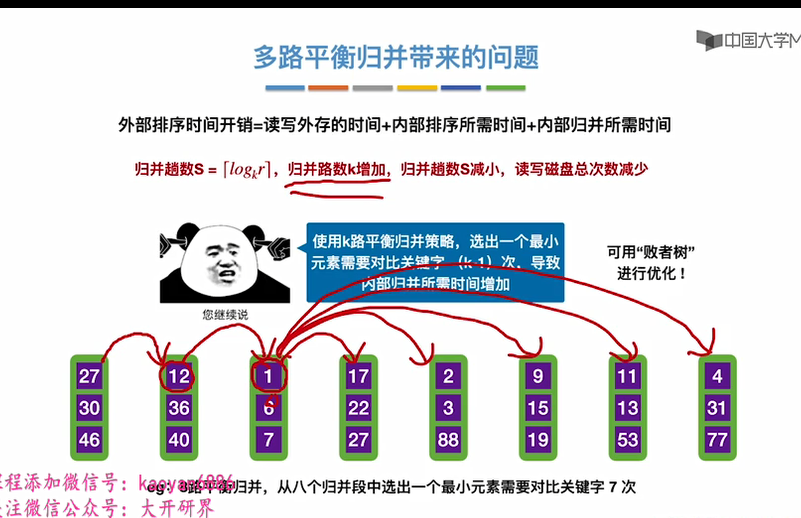 中国大学M
多路平衡归并带来的问题
外部排序时间开销=读写外存的时间+内部排序所需时间+内部归并所需时间
归并趟数S = ⌈logₖr⌉，归并路数k增加，归并趟数S减小，读写磁盘总次数减少
使用k路平衡归并策略，选出一个最小
元素需要对比关键字 （k-1）次，导致
内部归并所需时间增加
可用“败者树”
进行优化！
您继续说
27 12 1 17 2 9 11 4
30 36 6 22 3 15 13 31
46 40 7 27 88 19 53 77
课程添加微信号：kaoyan6886
eg：8路平衡归并，从八个归并段中选出一个最小元素需要对比关键字 7 次
关注微信公众号：大开研界